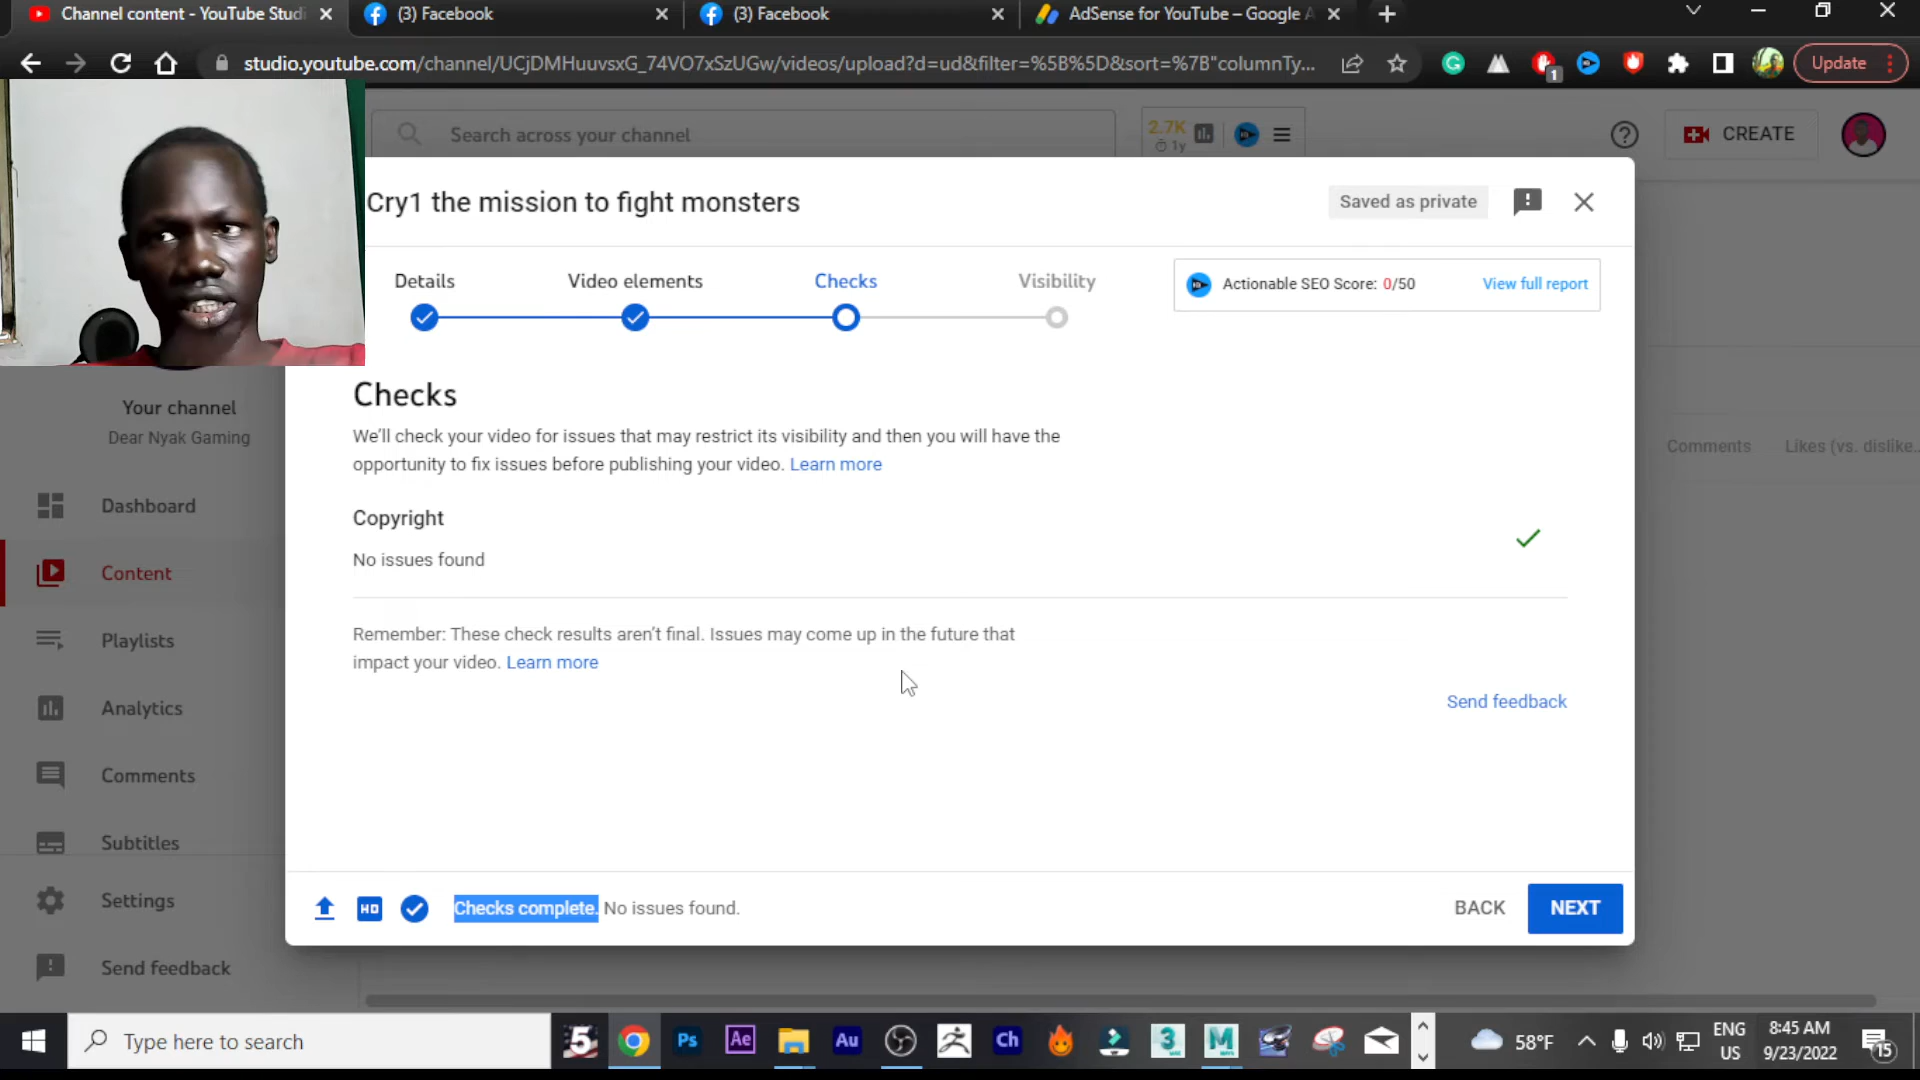 Channel content - YouTube Studi
(3) Facebook
(3) Facebook
AdSense for YouTube – Google A
studio.youtube.com/channel/UCjDMHuuvsxG_74VO7xSzUGw/videos/upload?d=ud&filter=%5B%5D&sort=%7B"columnTy...
1
Update
Search across your channel
2.7K
1y
CREATE
Cry1 the mission to fight monsters
Saved as private
Details
Video elements
Checks
Visibility
Actionable SEO Score: 0/50
View full report
Checks
We'll check your video for issues that may restrict its visibility and then you will have the
opportunity to fix issues before publishing your video. Learn more
Copyright
No issues found
Remember: These check results aren't final. Issues may come up in the future that
impact your video. Learn more
Send feedback
HD
Checks complete. No issues found.
BACK
NEXT
Your channel
Dear Nyak Gaming
Dashboard
Content
Playlists
Analytics
Comments
Subtitles
Settings
Send feedback
Comments
Likes (vs. dislike...
Type here to search
5
Ps
Ae
Au
Ch
3
M
58°F
ENG
US
8:45 AM
9/23/2022
15